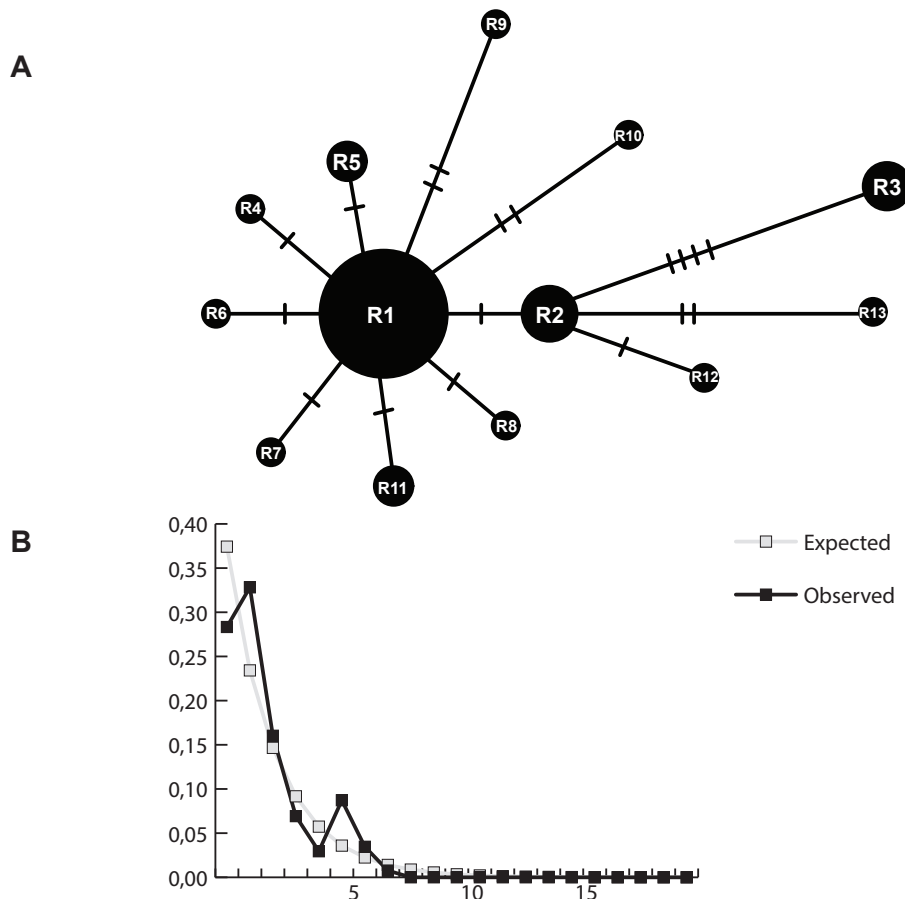 A
R9
R10
R5
R3
R4
R6
R1
R2
R13
R12
R8
R7
R11
B
0,40
0,35
0,30
0,25
0,20
0,15
0,10
0,05
0,00
Expected
Observed
5 10 15